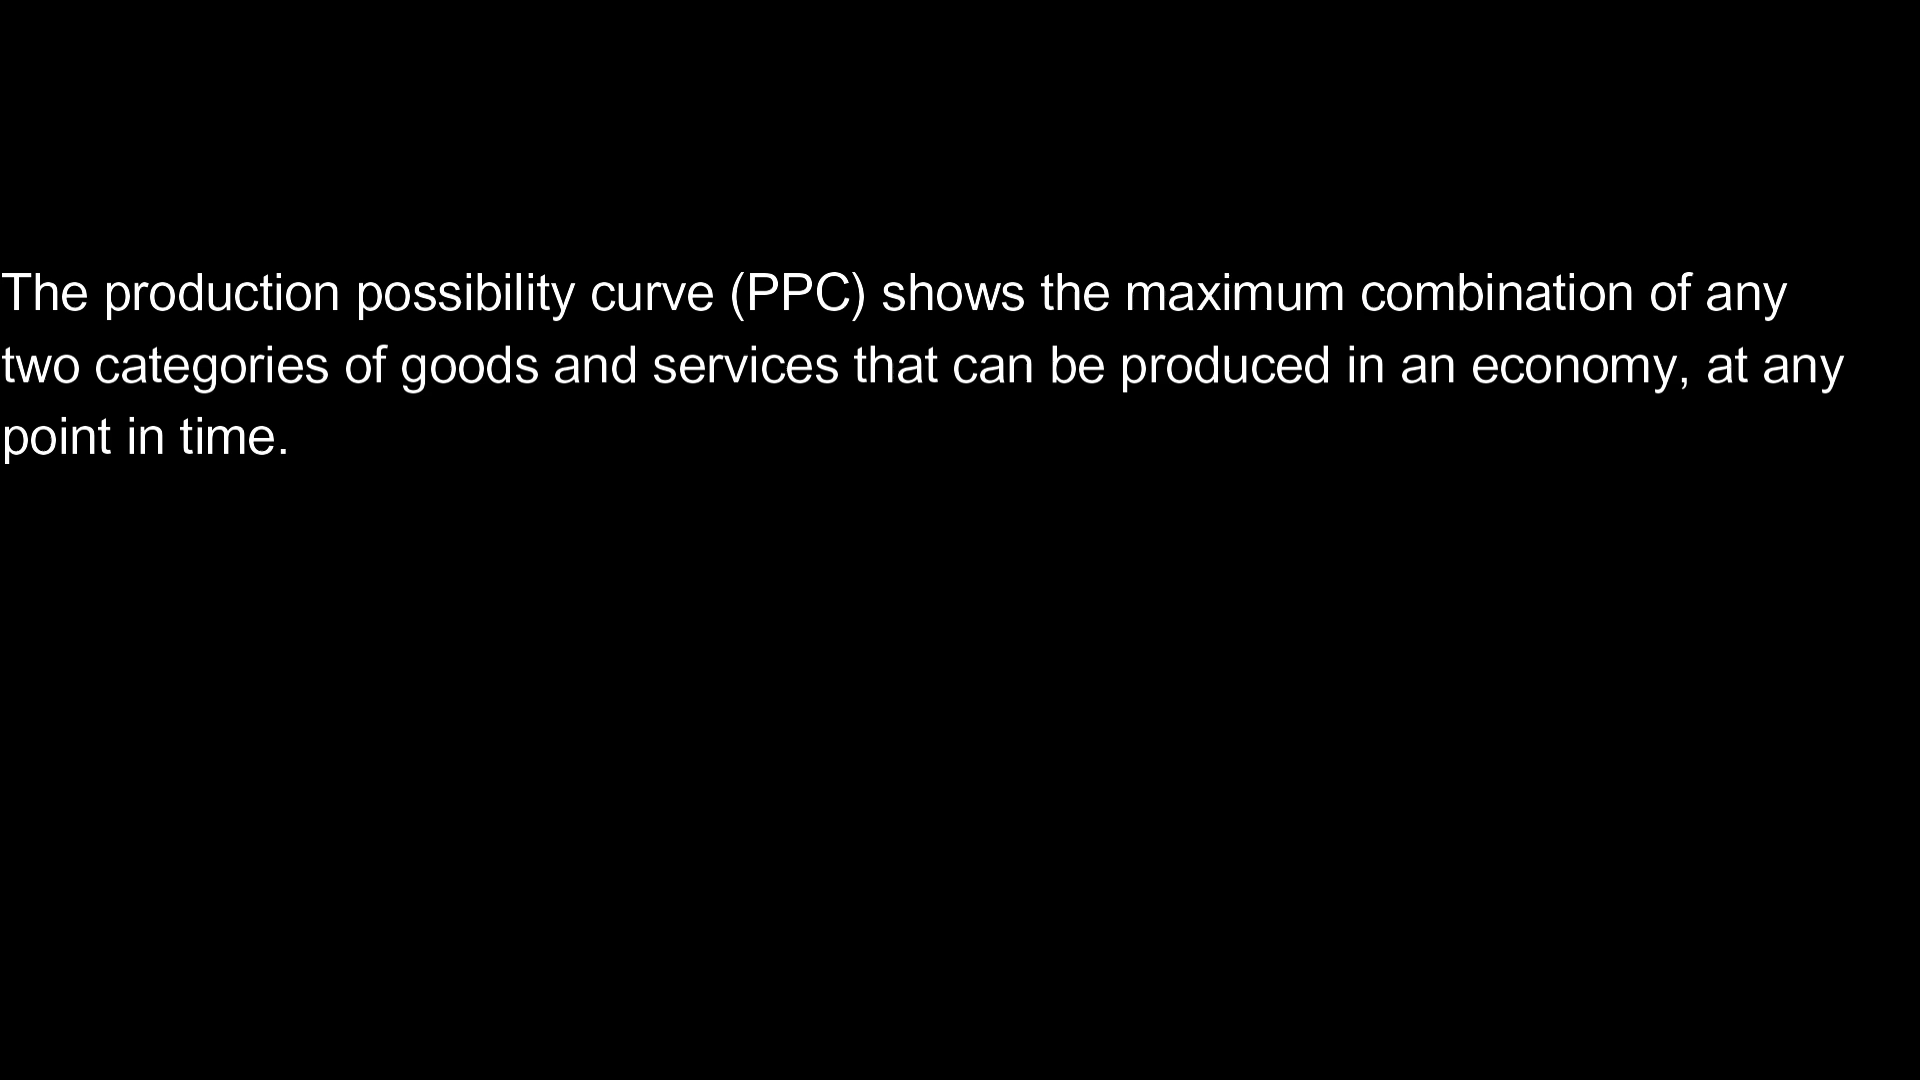 The production possibility curve (PPC) shows the maximum combination of any
two categories of goods and services that can be produced in an economy, at any
point in time.